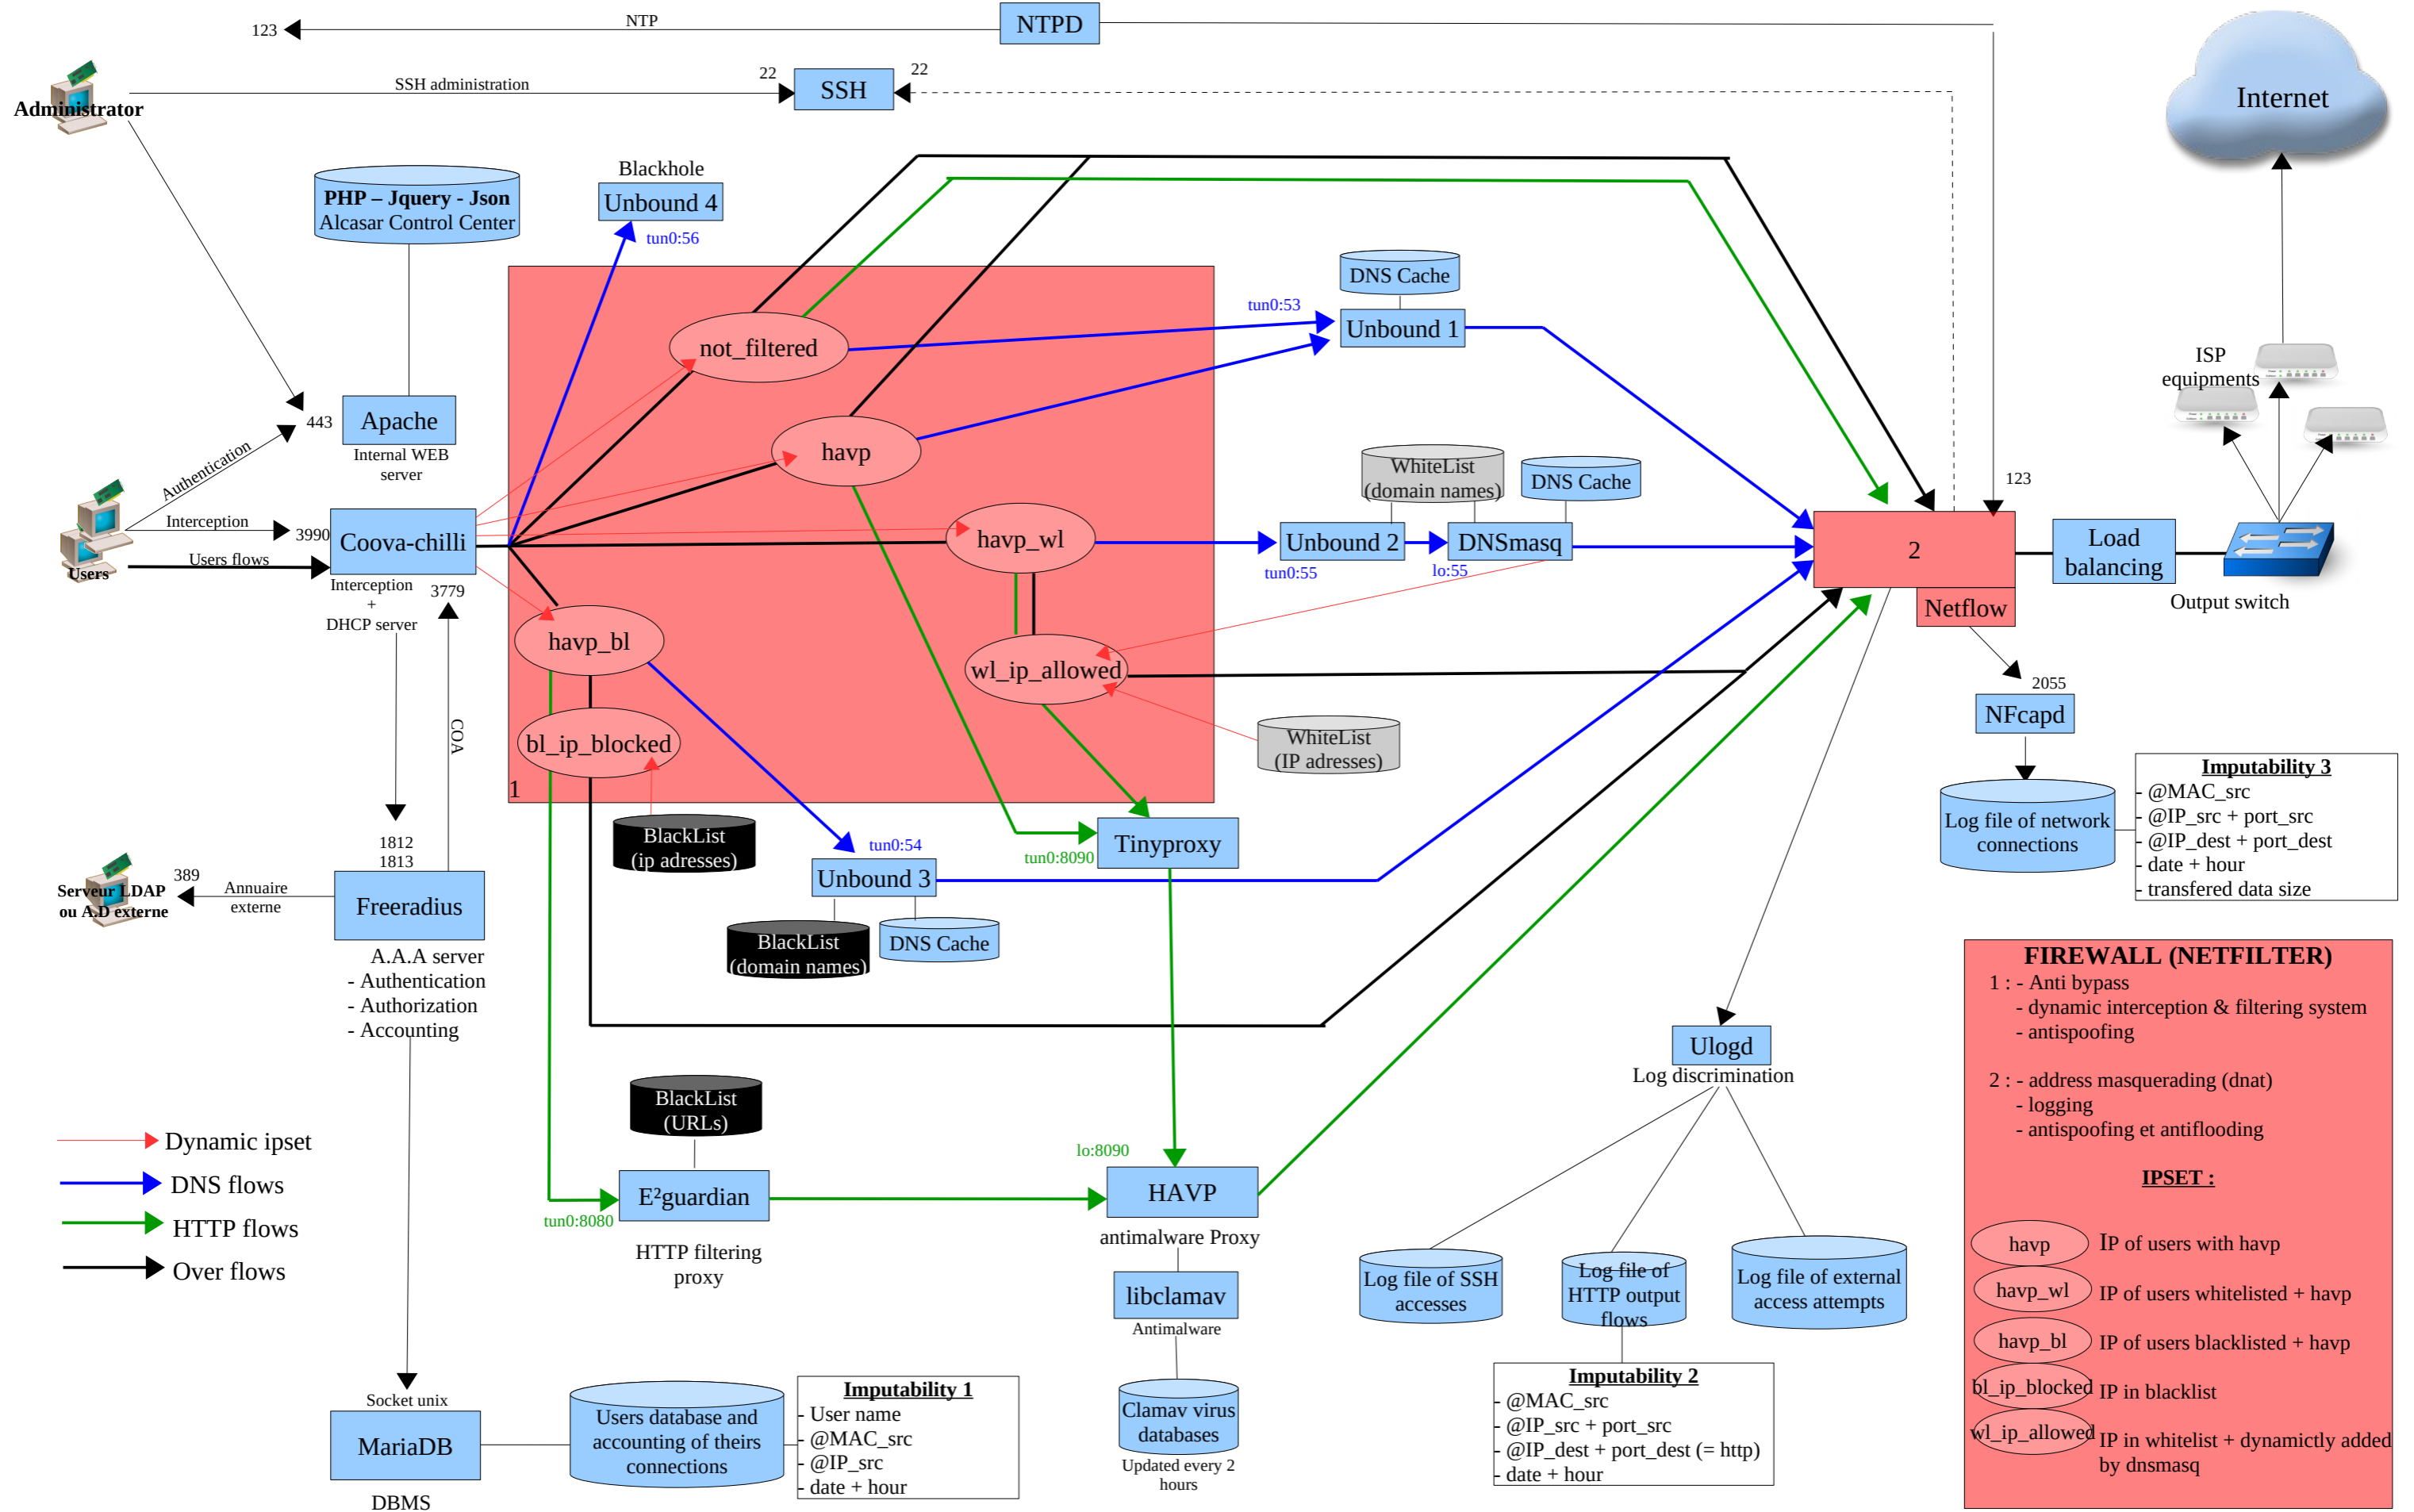 NTP
123
NTPD
22
22
SSH administration
SSH
Administrator
Internet
PHP – Jquery - Json
Alcasar Control Center
Blackhole
Unbound 4
tun0:56
DNS Cache
tun0:53
Unbound 1
not_filtered
ISP
equipments
443
Apache
Internal WEB
server
Authentication
havp
WhiteList
(domain names)
DNS Cache
123
Interception
3990
Coova-chilli
Users flows
Users
havp_wl
Unbound 2
DNSmasq
tun0:55
lo:55
2
Netflow
Load
balancing
Output switch
Interception
+
DHCP server
3779
COA
havp_bl
wl_ip_allowed
bl_ip_blocked
1
WhiteList
(IP adresses)
2055
NFcapd
Log file of network
connections
Imputability 3
- @MAC_src
- @IP_src + port_src
- @IP_dest + port_dest
- date + hour
- transfered data size
BlackList
(ip adresses)
tun0:54
Unbound 3
BlackList
(domain names)
DNS Cache
Tinyproxy
tun0:8090
1812
1813
389
Annuaire
externe
Serveur LDAP
ou A.D externe
Freeradius
A.A.A server
- Authentication
- Authorization
- Accounting
FIREWALL (NETFILTER)
1 : - Anti bypass
- dynamic interception & filtering system
- antispoofing
2 : - address masquerading (dnat)
- logging
- antispoofing et antiflooding
IPSET :
havp
IP of users with havp
havp_wl
IP of users whitelisted + havp
havp_bl
IP of users blacklisted + havp
bl_ip_blocked
IP in blacklist
wl_ip_allowed
IP in whitelist + dynamictly added
by dnsmasq
Ulogd
Log discrimination
BlackList
(URLs)
E²guardian
tun0:8080
HTTP filtering
proxy
lo:8090
HAVP
antimalware Proxy
libclamav
Antimalware
Clamav virus
databases
Updated every 2
hours
Log file of SSH
accesses
Log file of
HTTP output
flows
Log file of external
access attempts
Imputability 2
- @MAC_src
- @IP_src + port_src
- @IP_dest + port_dest (= http)
- date + hour
Dynamic ipset
DNS flows
HTTP flows
Over flows
Socket unix
MariaDB
DBMS
Users database and
accounting of theirs
connections
Imputability 1
- User name
- @MAC_src
- @IP_src
- date + hour